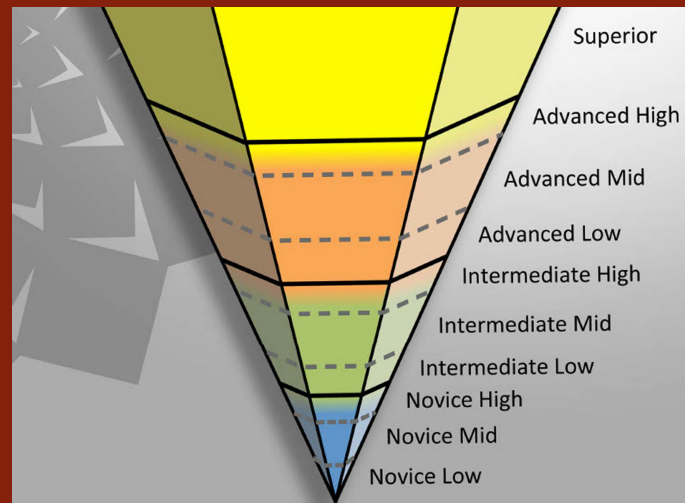 Superior
Advanced High
Advanced Mid
Advanced Low
Intermediate High
Intermediate Mid
Intermediate Low
Novice High
Novice Mid
Novice Low